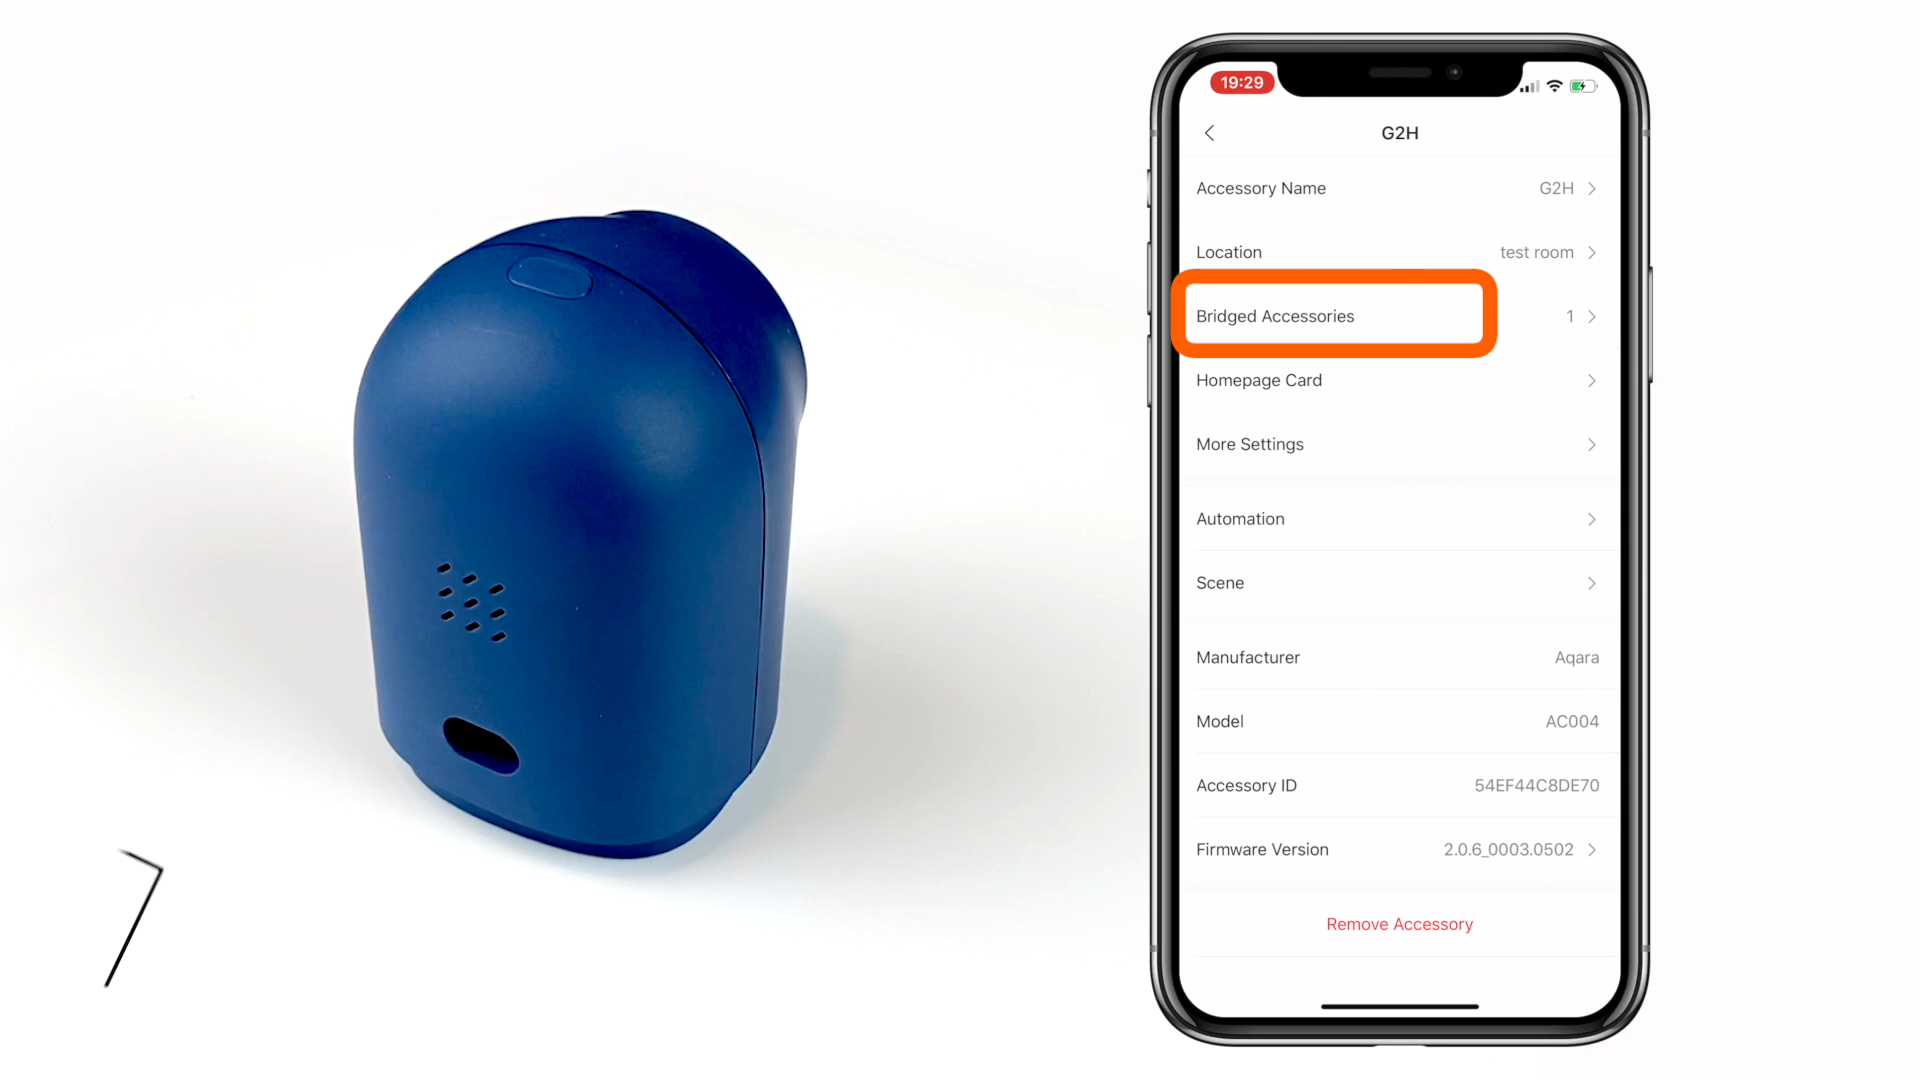 19:29
G2H
Accessory Name G2H
Location test room
Bridged Accessories 1
Homepage Card
More Settings
Automation
Scene
Manufacturer Aqara
Model AC004
Accessory ID 54EF44C8DE70
Firmware Version 2.0.6_0003.0502
Remove Accessory